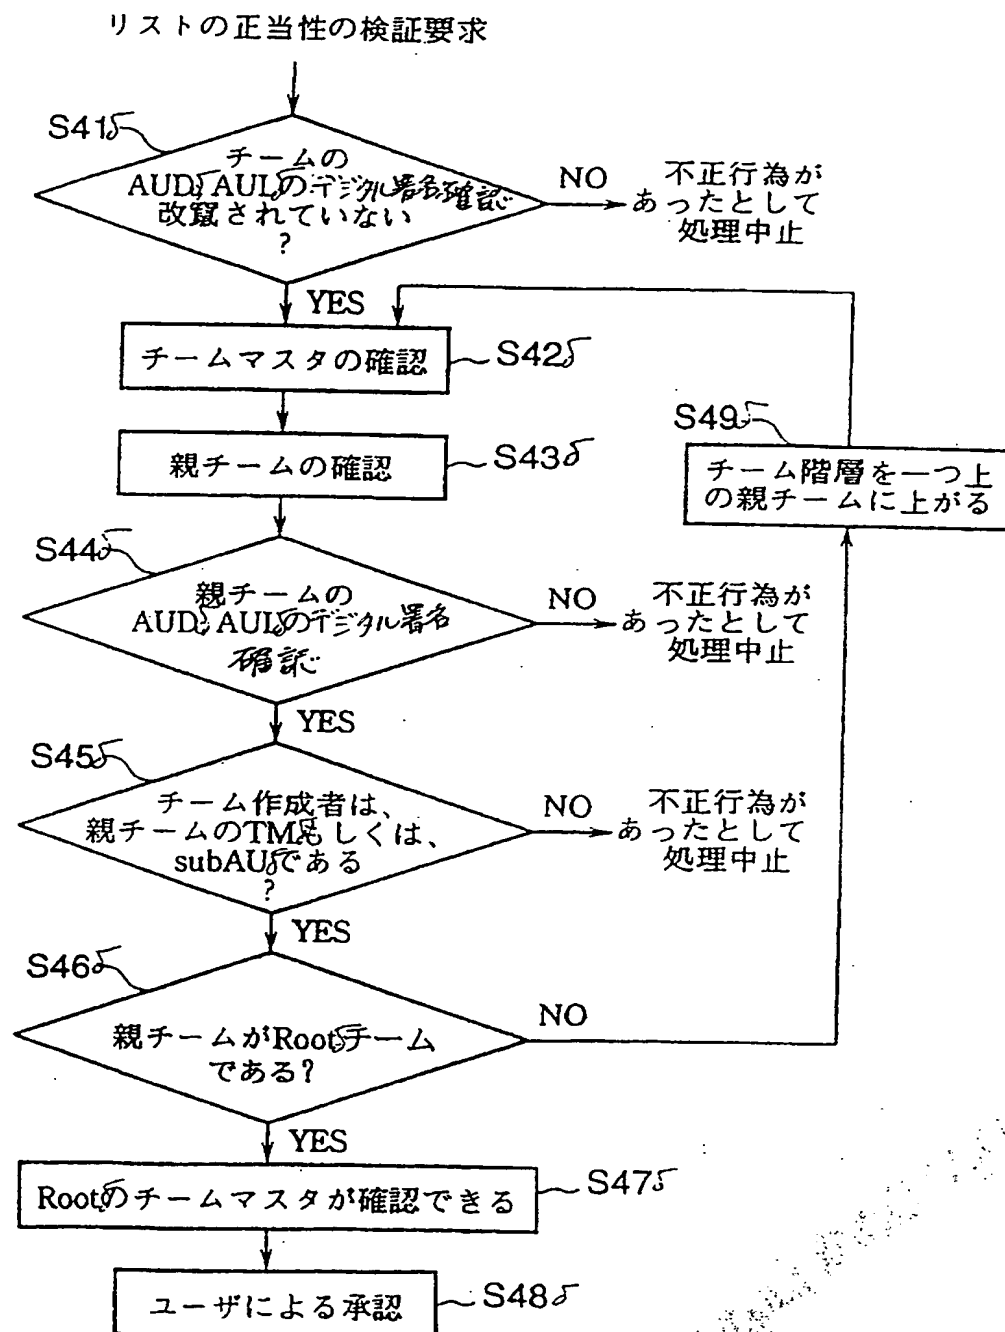 リストの正当性の検証要求
S41
チームの
AUD, AULのデジタル署名確認
改竄されていない
?
NO
不正行為が
あったとして
処理中止
YES
チームマスタの確認
S42
親チームの確認
S43
S49
チーム階層を一つ上
の親チームに上がる
S44
親チームの
AUD, AULのデジタル署名
確認
NO
不正行為が
あったとして
処理中止
YES
S45
チーム作成者は、
親チームのTMもしくは、
subAUである
?
NO
不正行為が
あったとして
処理中止
YES
S46
親チームがRootチーム
である?
NO
YES
Rootのチームマスタが確認できる
S47
ユーザによる承認
S48